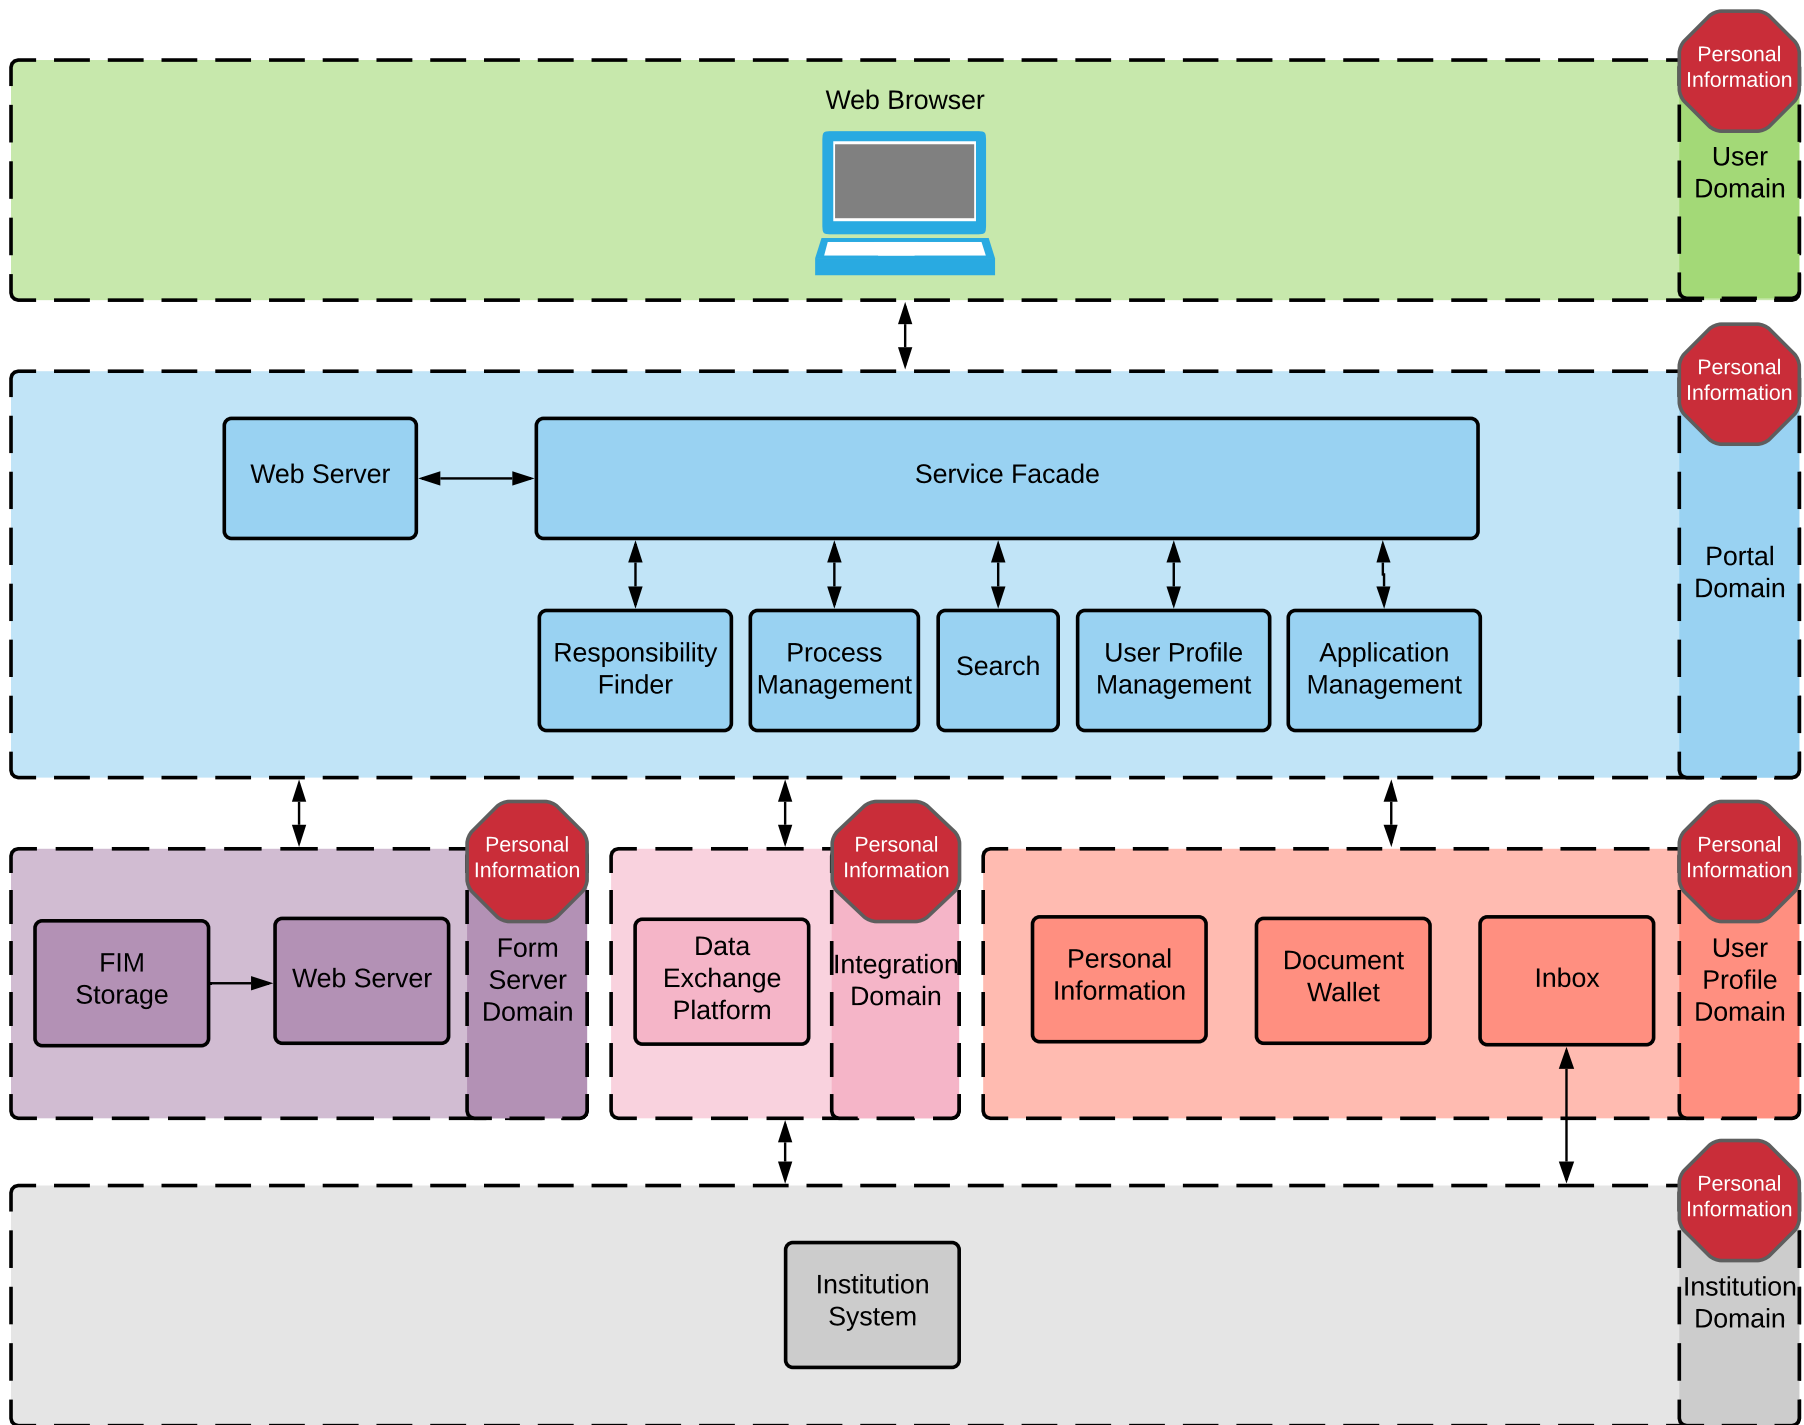 Personal
Information
Web Browser
User
Domain
Personal
Information
Web Server
Service Facade
Portal
Domain
Responsibility
Finder
Process
Management
Search
User Profile
Management
Application
Management
Personal
Information
Personal
Information
Personal
Information
FIM
Storage
Web Server
Form
Server
Domain
Data
Exchange
Platform
Integration
Domain
Personal
Information
Document
Wallet
Inbox
User
Profile
Domain
Personal
Information
Institution
System
Institution
Domain